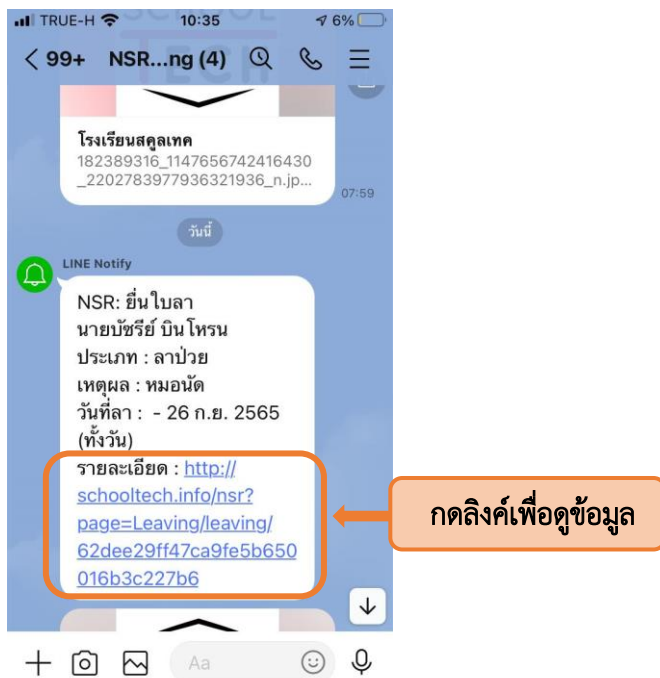 TRUE-H 10:35 6%
SCHOOL
TECH
99+ NSR...ng (4)
โรงเรียนสคูลเทค
182389316_1147656742416430
_2202783977936321936_n.jp...
07:59
วันนี้
LINE Notify
NSR: ยื่นใบลา
นายบัซรีย์ บินโหรน
ประเภท : ลาป่วย
เหตุผล : หมอนัด
วันที่ลา : - 26 ก.ย. 2565
(ทั้งวัน)
รายละเอียด : http://
schooltech.info/nsr?
page=Leaving/leaving/
62dee29ff47ca9fe5b650
016b3c227b6
กดลิงค์เพื่อดูข้อมูล
Aa